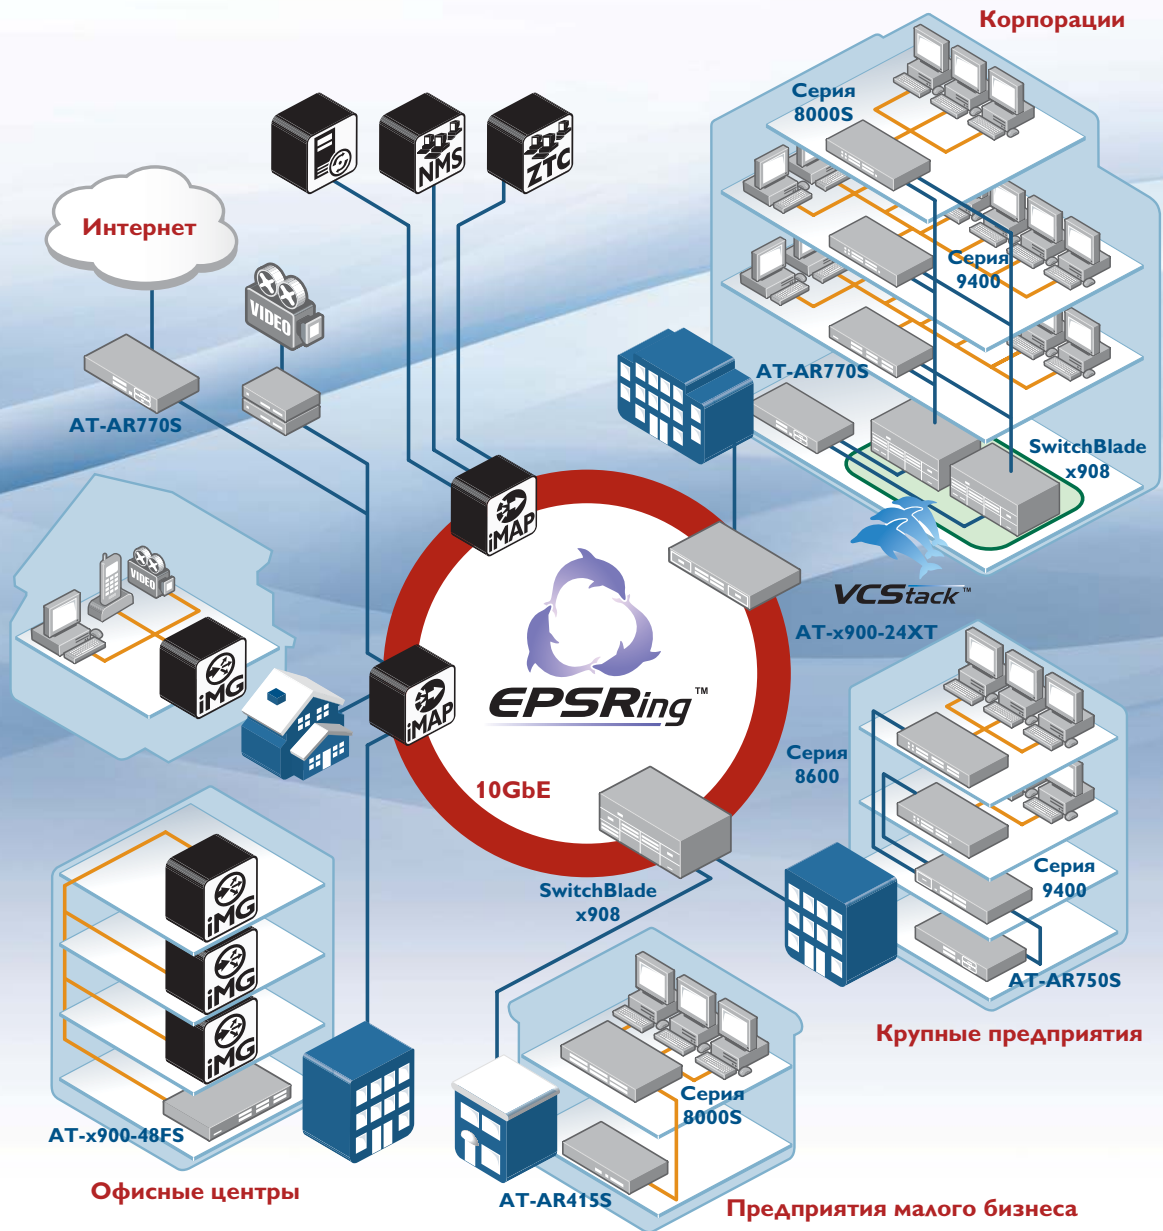 Корпорации
Серия
8000S
NMS
ZTC
Интернет
VIDEO
Серия
9400
AT-AR770S
AT-AR770S
SwitchBlade
x908
iMAP
VCStack™
AT-x900-24XT
VIDEO
iMG
iMAP
EPSRing™
10GbE
Серия
8600
iMG
iMG
iMG
SwitchBlade
x908
Серия
9400
AT-AR750S
Крупные предприятия
Серия
8000S
AT-x900-48FS
Офисные центры
AT-AR415S
Предприятия малого бизнеса